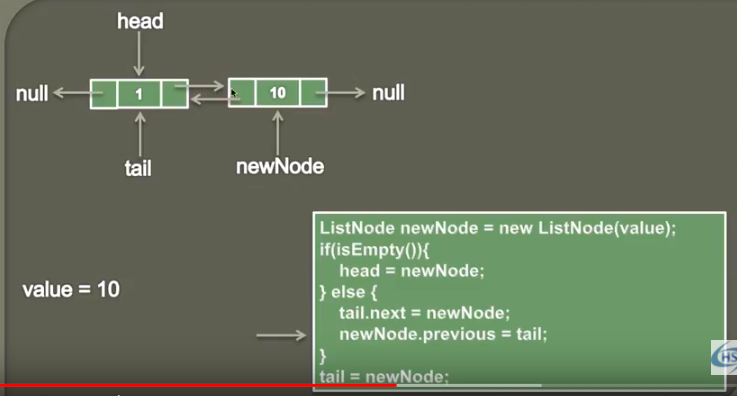 head
null 1 10 null
tail newNode
value = 10
ListNode newNode = new ListNode(value);
if(isEmpty()){
head = newNode;
} else {
tail.next = newNode;
newNode.previous = tail;
}
tail = newNode;
HS